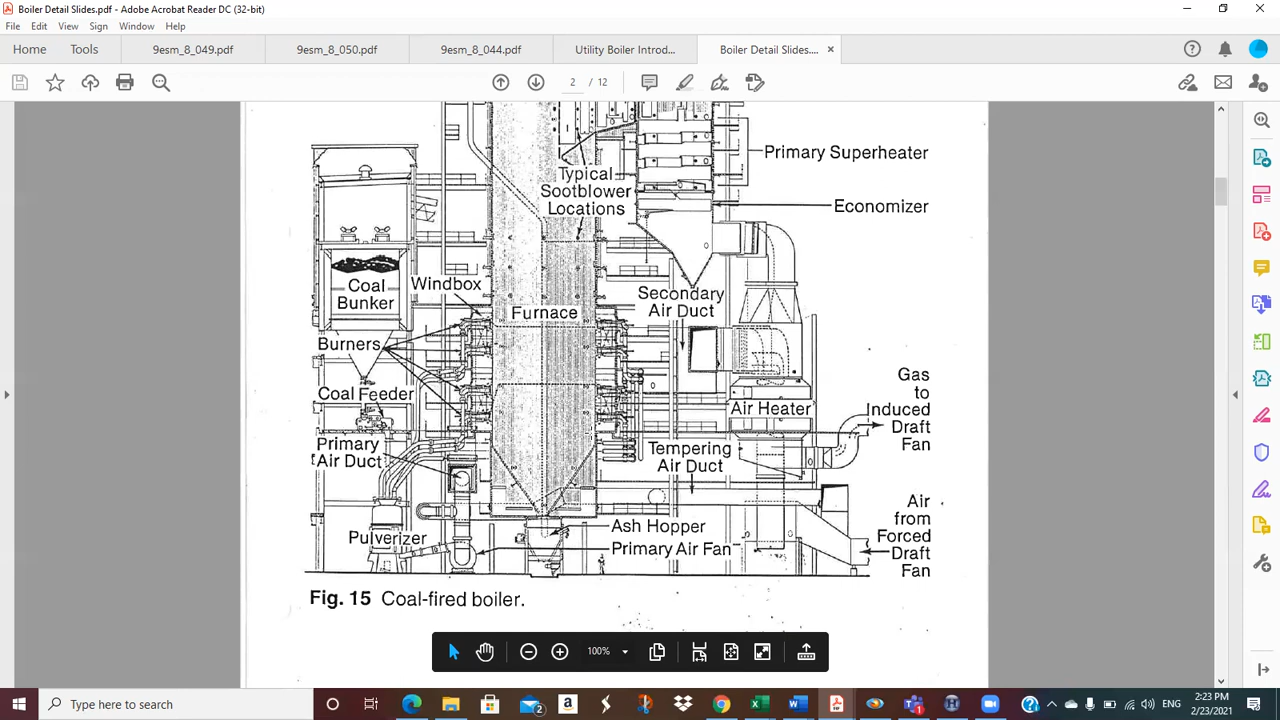 Boiler Detail Slides.pdf - Adobe Acrobat Reader DC (32-bit)
File Edit View Sign Window Help
Home Tools 9esm_8_049.pdf 9esm_8_050.pdf 9esm_8_044.pdf Utility Boiler Introd... Boiler Detail Slides....
2 / 12
Primary Superheater
Typical
Sootblower
Locations
Economizer
Coal
Bunker
Windbox
Secondary
Air Duct
Furnace
Burners
Gas
to
Induced
Draft
Fan
Coal Feeder
Air Heater
Primary
Air Duct
Tempering
Air Duct
Air
from
Forced
Draft
Fan
Ash Hopper
Pulverizer
Primary Air Fan
Fig. 15 Coal-fired boiler.
100%
Type here to search
ENG
2:23 PM
2/23/2021
2
7